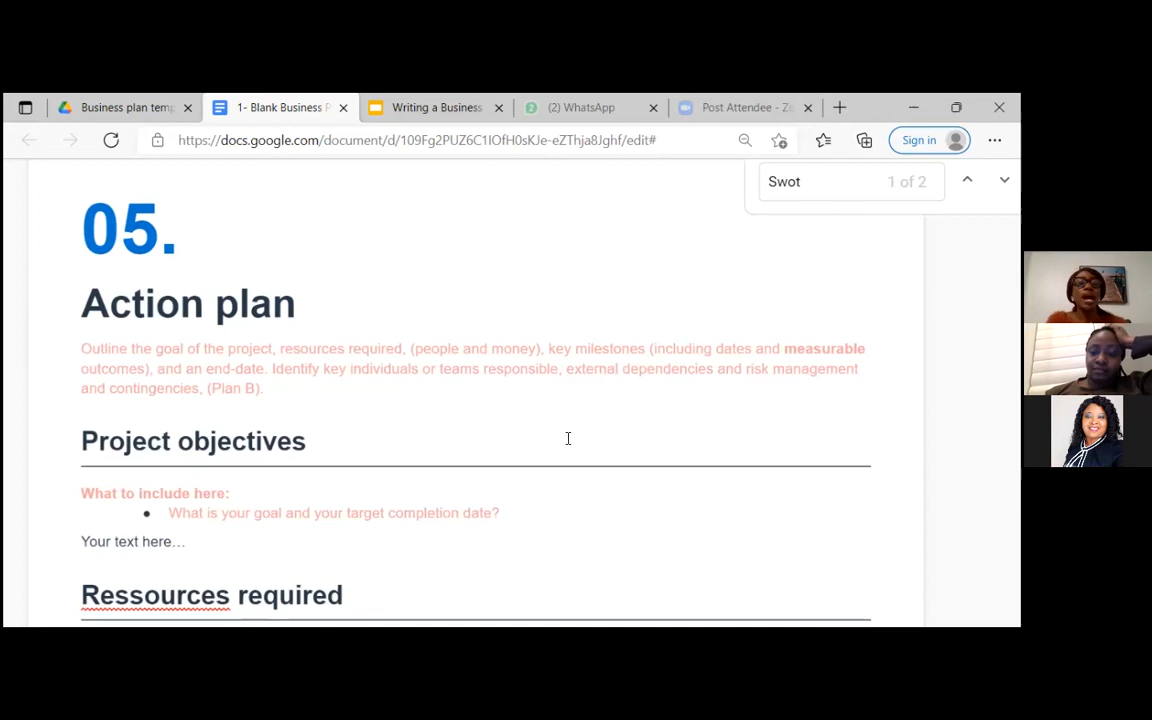 Business plan temp
1- Blank Business P
Writing a Business
(2) WhatsApp
Post Attendee - Zo
https://docs.google.com/document/d/109Fg2PUZ6C1IOfH0sKJe-eZThja8Jghf/edit#
Sign in
Swot 1 of 2
05.
Action plan
Outline the goal of the project, resources required, (people and money), key milestones (including dates and measurable
outcomes), and an end-date. Identify key individuals or teams responsible, external dependencies and risk management
and contingencies, (Plan B).
Project objectives
What to include here:
● What is your goal and your target completion date?
Your text here…
Ressources required